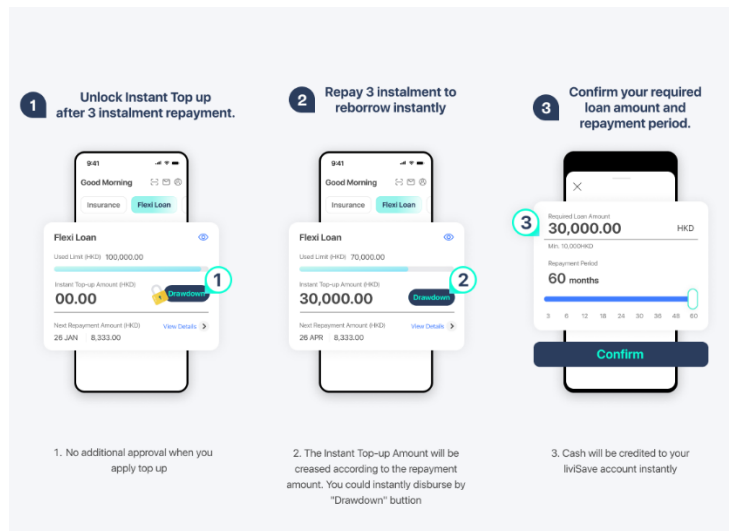 1
Unlock Instant Top up
after 3 instalment repayment.
9:41
Good Morning
Insurance
Flexi Loan
Flexi Loan
Used Limit (HKD) 100,000.00
1
Instant Top-up Amount (HKD)
00.00
Drawdown
Next Repayment Amount (HKD)
View Details
26 JAN 8,333.00
1. No additional approval when you
apply top up
2
Repay 3 instalment to
reborrow instantly
9:41
Good Morning
Insurance
Flexi Loan
Flexi Loan
Used Limit (HKD) 70,000.00
2
Instant Top-up Amount (HKD)
30,000.00
Drawdown
Next Repayment Amount (HKD)
View Details
26 APR 8,333.00
2. The Instant Top-up Amount will be
creased according to the repayment
amount. You could instantly disburse by
"Drawdown" buttion
3
Confirm your required
loan amount and
repayment period.
3
Required Loan Amount
30,000.00 HKD
Min. 10,000HKD
Repayment Period
60 months
3 6 12 18 24 30 36 48 60
Confirm
3. Cash will be credited to your
liviSave account instantly